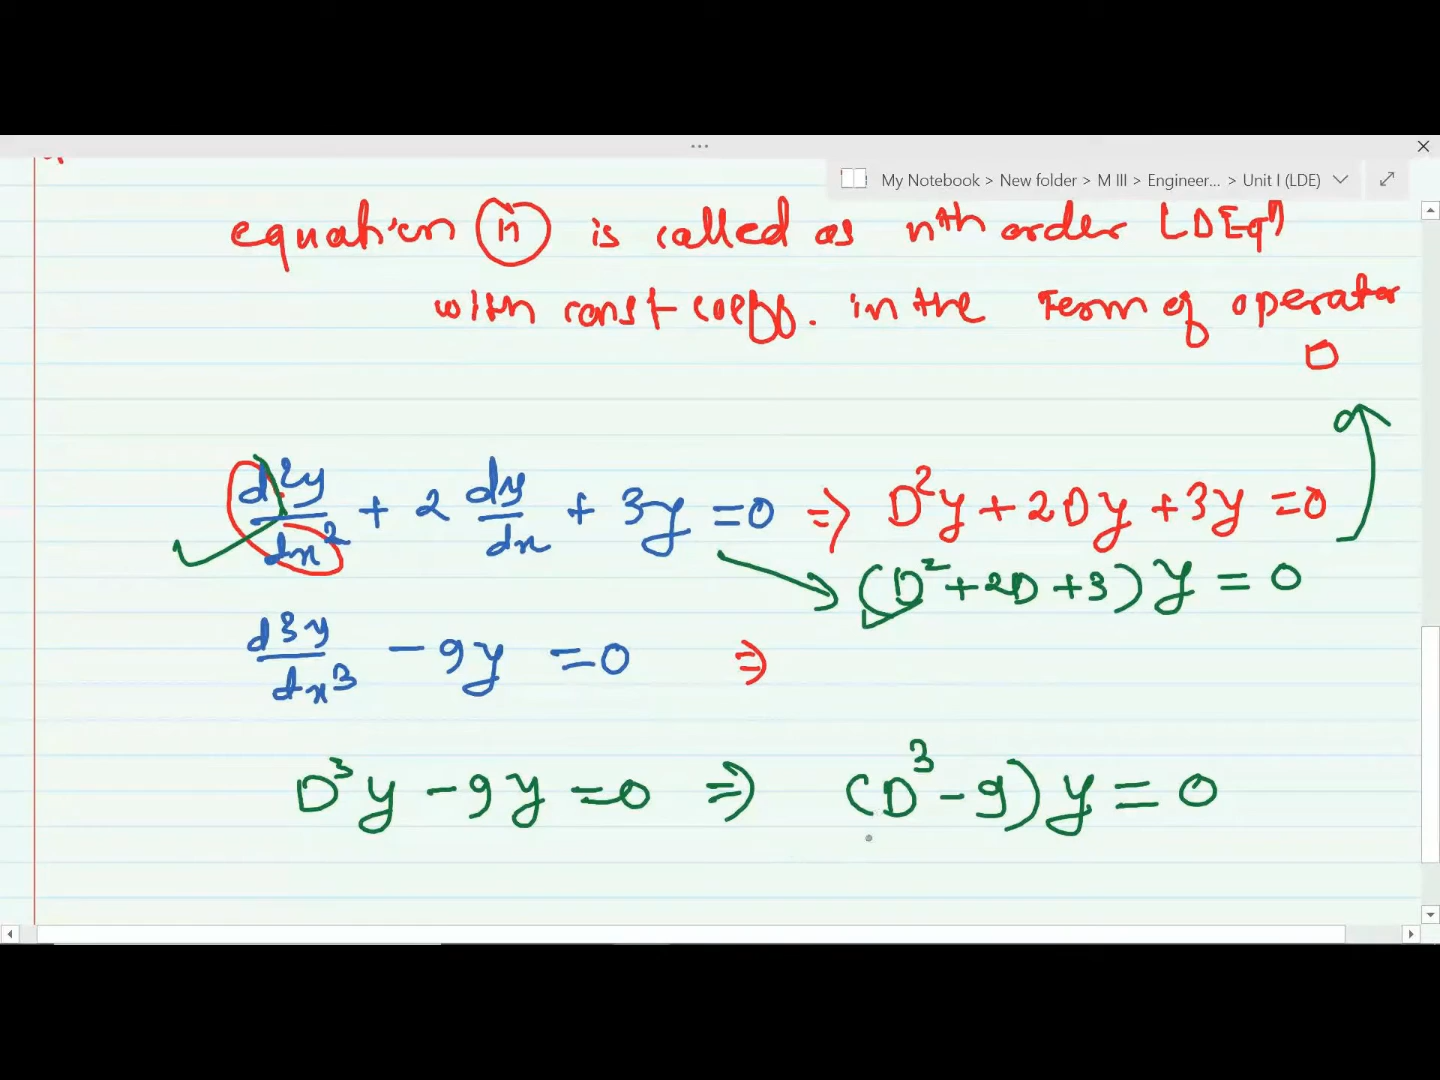 My Notebook > New folder > M III > Engineer... > Unit I (LDE)
equation (ii) is called as nth order LDEqn
with const coeff. in the term of operator
D
d²y/dx² + 2 dy/dx + 3y = 0 ⇒ D²y + 2Dy + 3y = 0
(D² + 2D + 3) y = 0
d³y/dx³ - 9y = 0 ⇒
D³y - 9y = 0 ⇒ (D³ - 9) y = 0